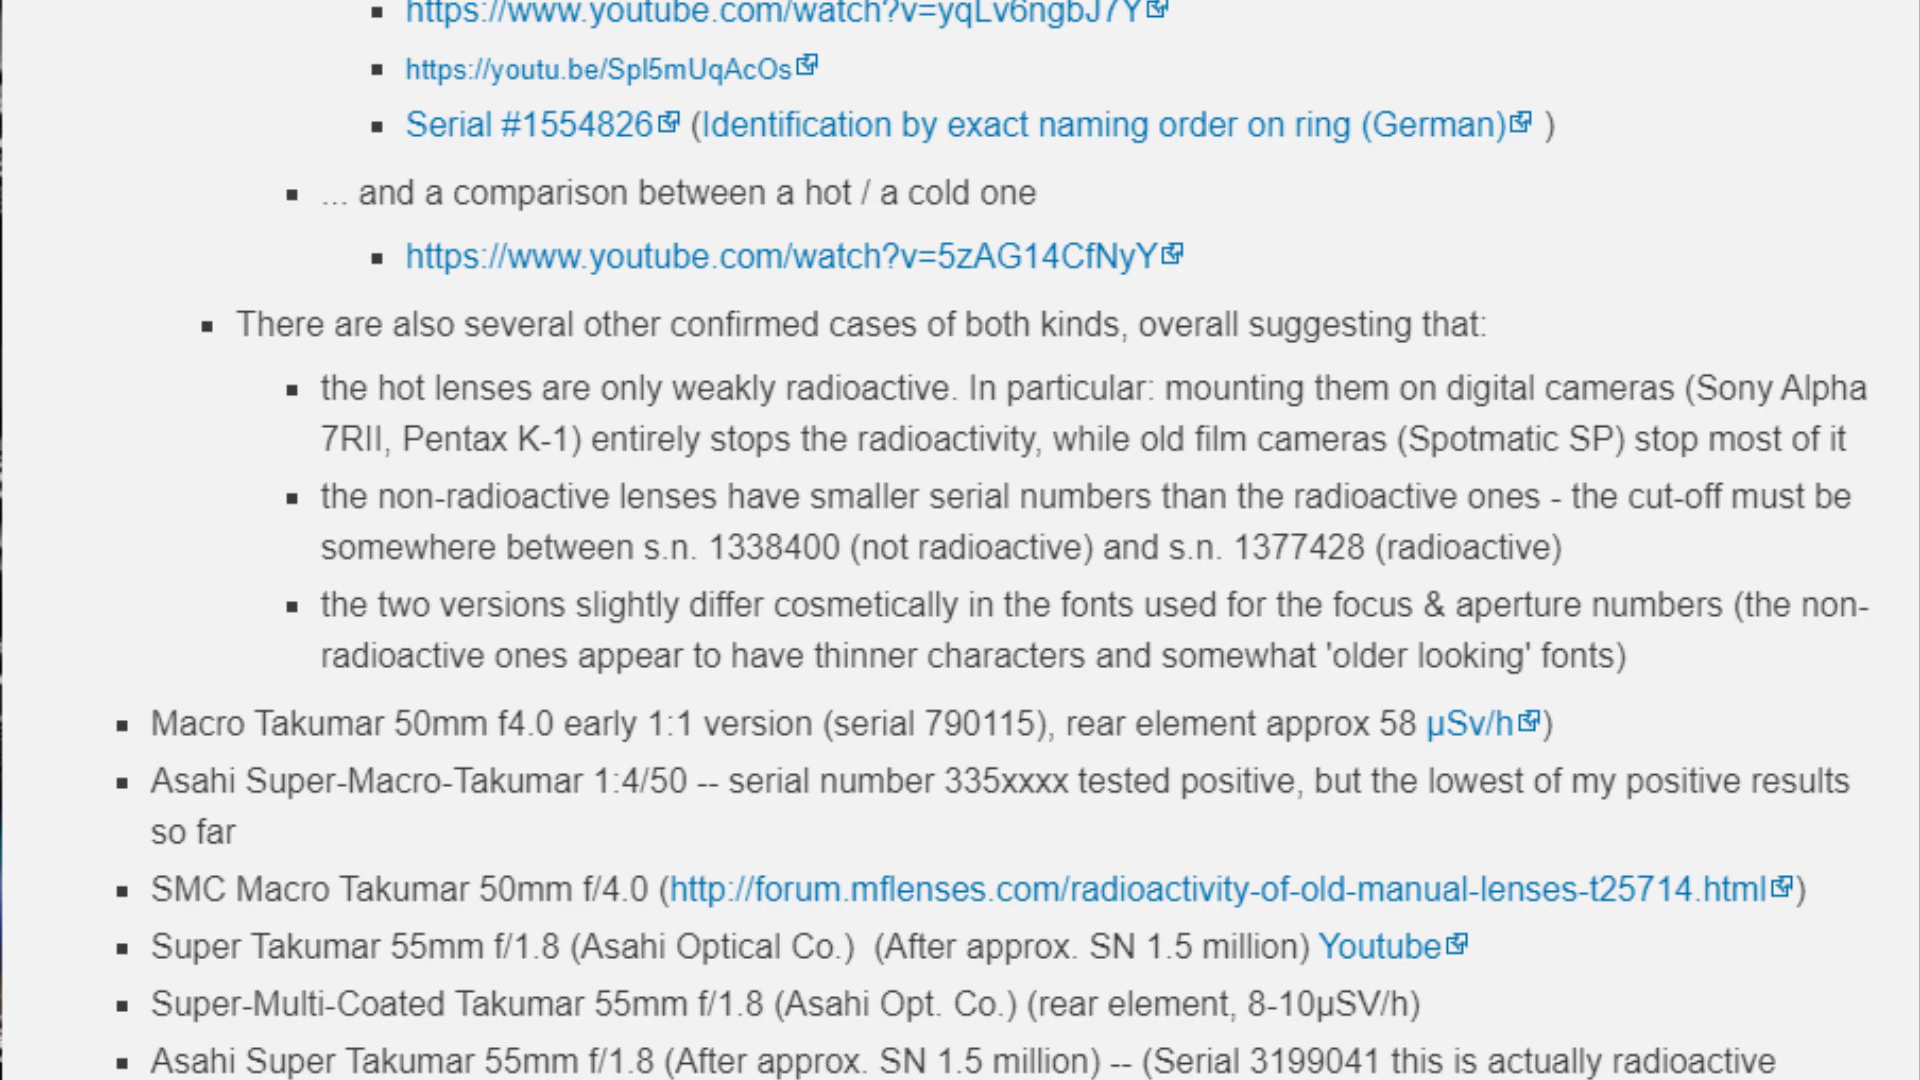 https://www.youtube.com/watch?v=yqLv6ngbJ7Y
https://youtu.be/Spl5mUqAcOs
Serial #1554826 (Identification by exact naming order on ring (German) )
... and a comparison between a hot / a cold one
https://www.youtube.com/watch?v=5zAG14CfNyY
There are also several other confirmed cases of both kinds, overall suggesting that:
the hot lenses are only weakly radioactive. In particular: mounting them on digital cameras (Sony Alpha
7RII, Pentax K-1) entirely stops the radioactivity, while old film cameras (Spotmatic SP) stop most of it
the non-radioactive lenses have smaller serial numbers than the radioactive ones - the cut-off must be
somewhere between s.n. 1338400 (not radioactive) and s.n. 1377428 (radioactive)
the two versions slightly differ cosmetically in the fonts used for the focus & aperture numbers (the non-
radioactive ones appear to have thinner characters and somewhat 'older looking' fonts)
Macro Takumar 50mm f4.0 early 1:1 version (serial 790115), rear element approx 58 µSv/h)
Asahi Super-Macro-Takumar 1:4/50 -- serial number 335xxxx tested positive, but the lowest of my positive results
so far
SMC Macro Takumar 50mm f/4.0 (http://forum.mflenses.com/radioactivity-of-old-manual-lenses-t25714.html)
Super Takumar 55mm f/1.8 (Asahi Optical Co.)  (After approx. SN 1.5 million) Youtube
Super-Multi-Coated Takumar 55mm f/1.8 (Asahi Opt. Co.) (rear element, 8-10µSV/h)
Asahi Super Takumar 55mm f/1.8 (After approx. SN 1.5 million) -- (Serial 3199041 this is actually radioactive